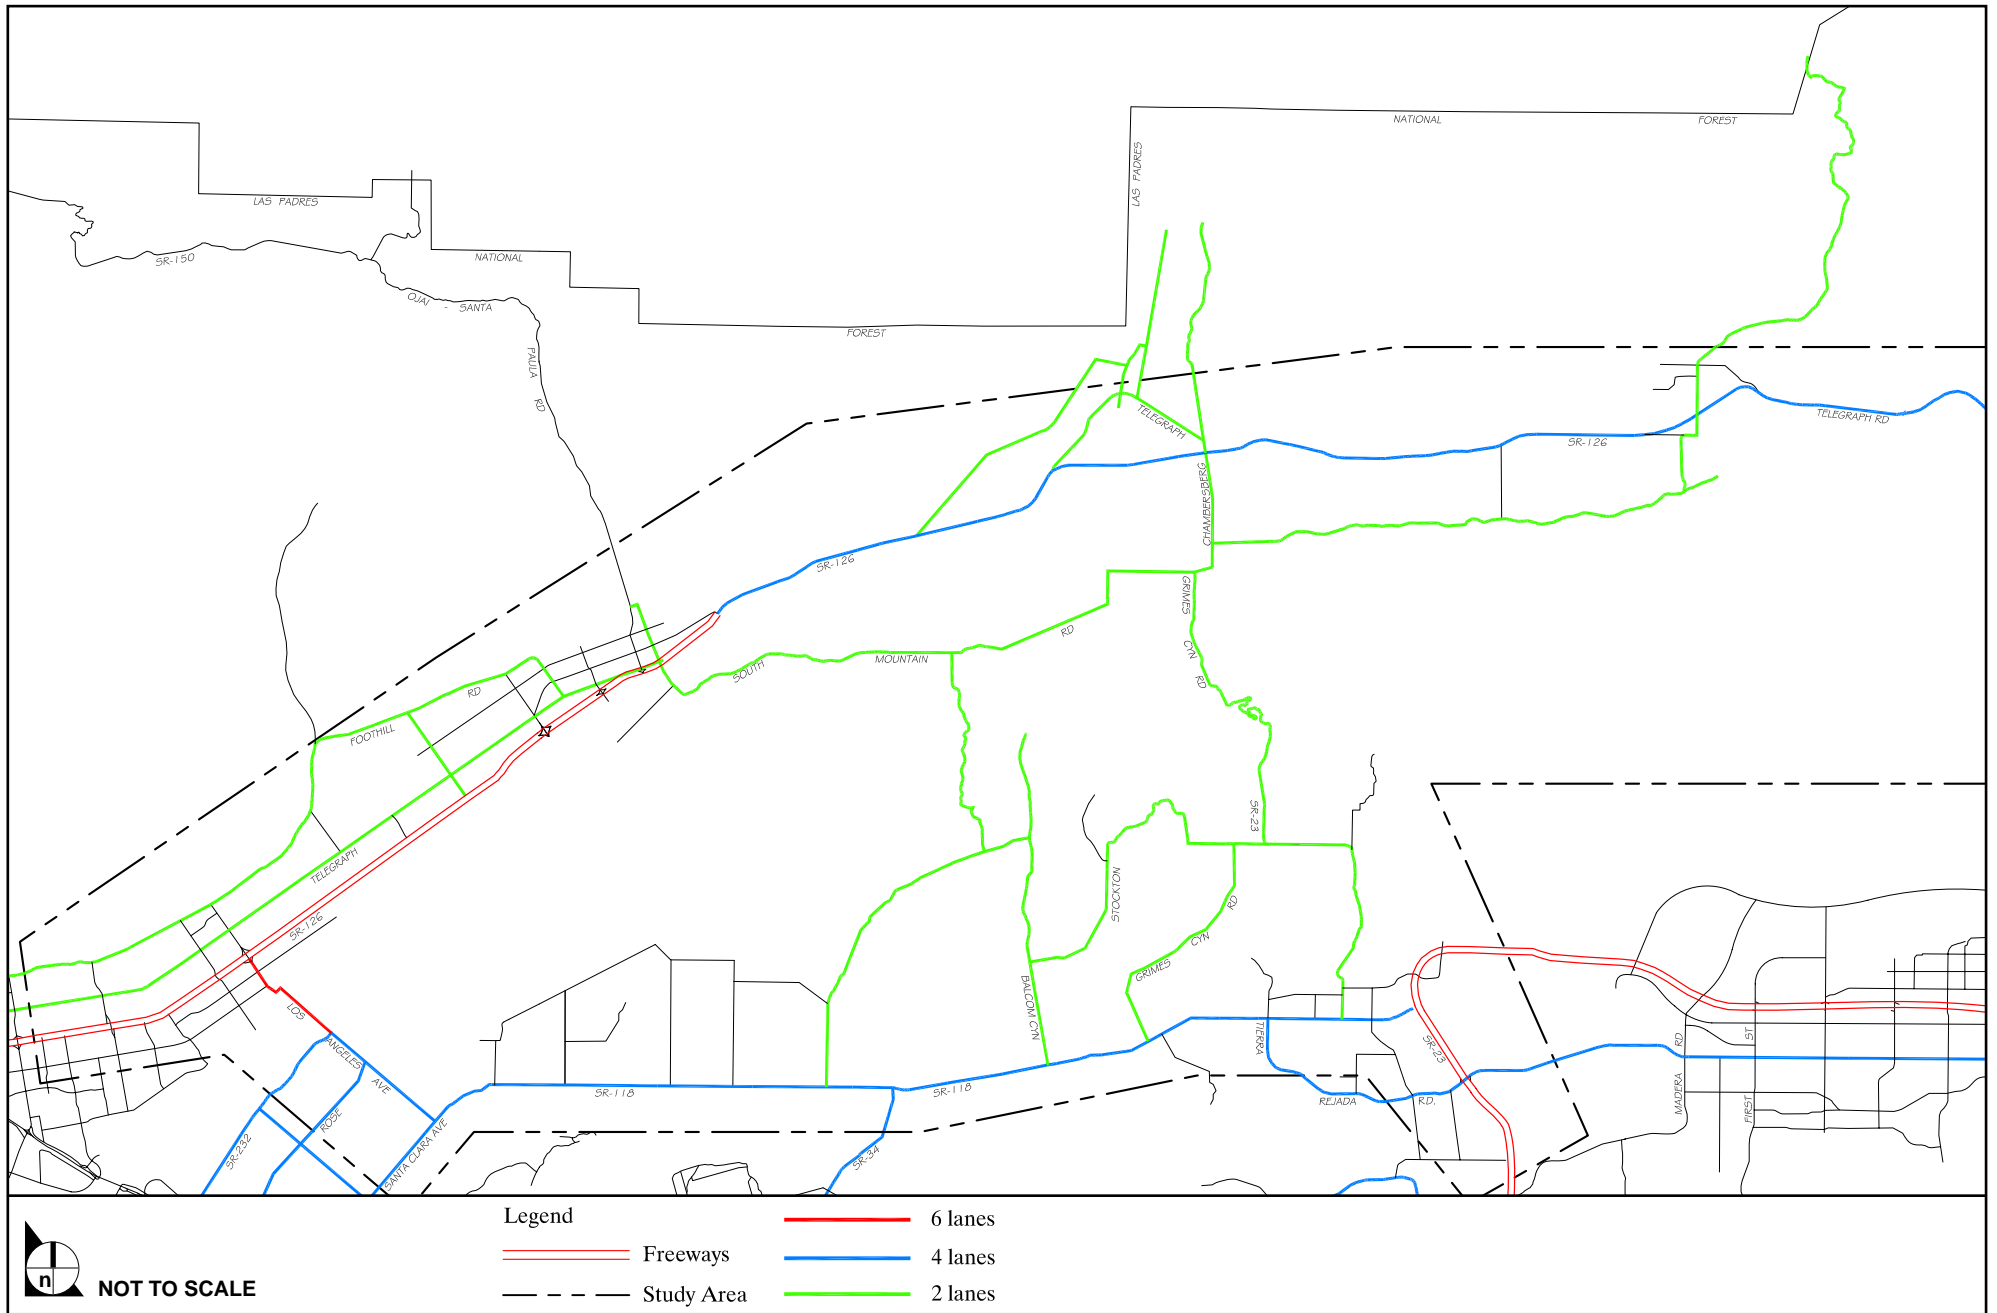 NATIONAL
FOREST
LAS PADRES
LAS PADRES
SR-150
NATIONAL
OJAI - SANTA
PAULA RD
FOREST
TELEGRAPH
TELEGRAPH RD
SR-126
CHAMBERSBERG
SR-126
GRIMES
CYN
RD
RD
SOUTH
MOUNTAIN
RD
FOOTHILL
SR-23
TELEGRAPH
STOCKTON
RD
CYN
GRIMES
SR-126
BALCOM CYN
LOS
ANGELES
AVE
TIERRA
SR-23
RD
MADERA
ST
FIRST
SR-118
SR-118
REJADA
RD.
ROSE
SR-232
SANTA CLARA AVE
SR-34
Legend
6 lanes
Freeways
4 lanes
Study Area
2 lanes
n
NOT TO SCALE